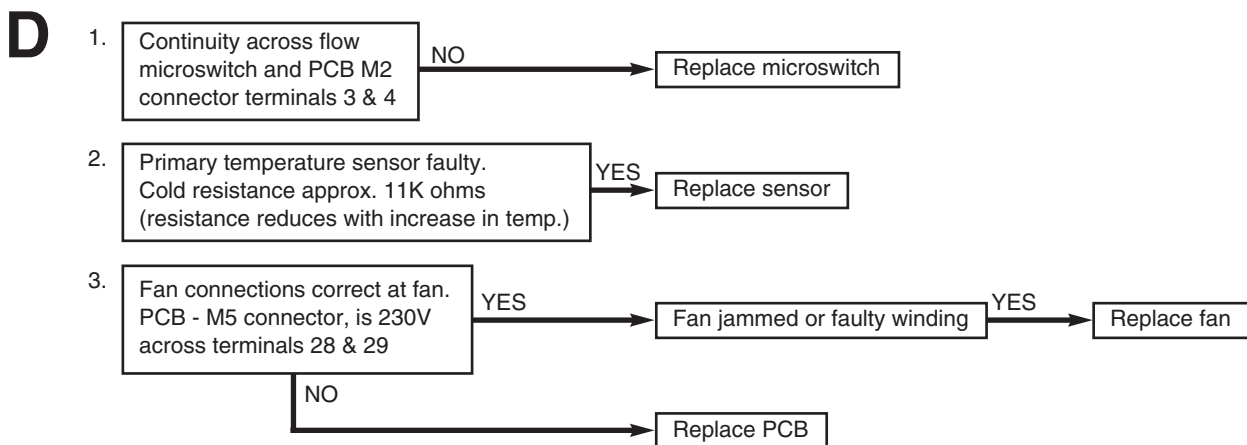 D
1.
Continuity across flow
microswitch and PCB M2
connector terminals 3 & 4
NO
Replace microswitch
2.
Primary temperature sensor faulty.
Cold resistance approx. 11K ohms
(resistance reduces with increase in temp.)
YES
Replace sensor
3.
Fan connections correct at fan.
PCB - M5 connector, is 230V
across terminals 28 & 29
YES
Fan jammed or faulty winding
YES
Replace fan
NO
Replace PCB